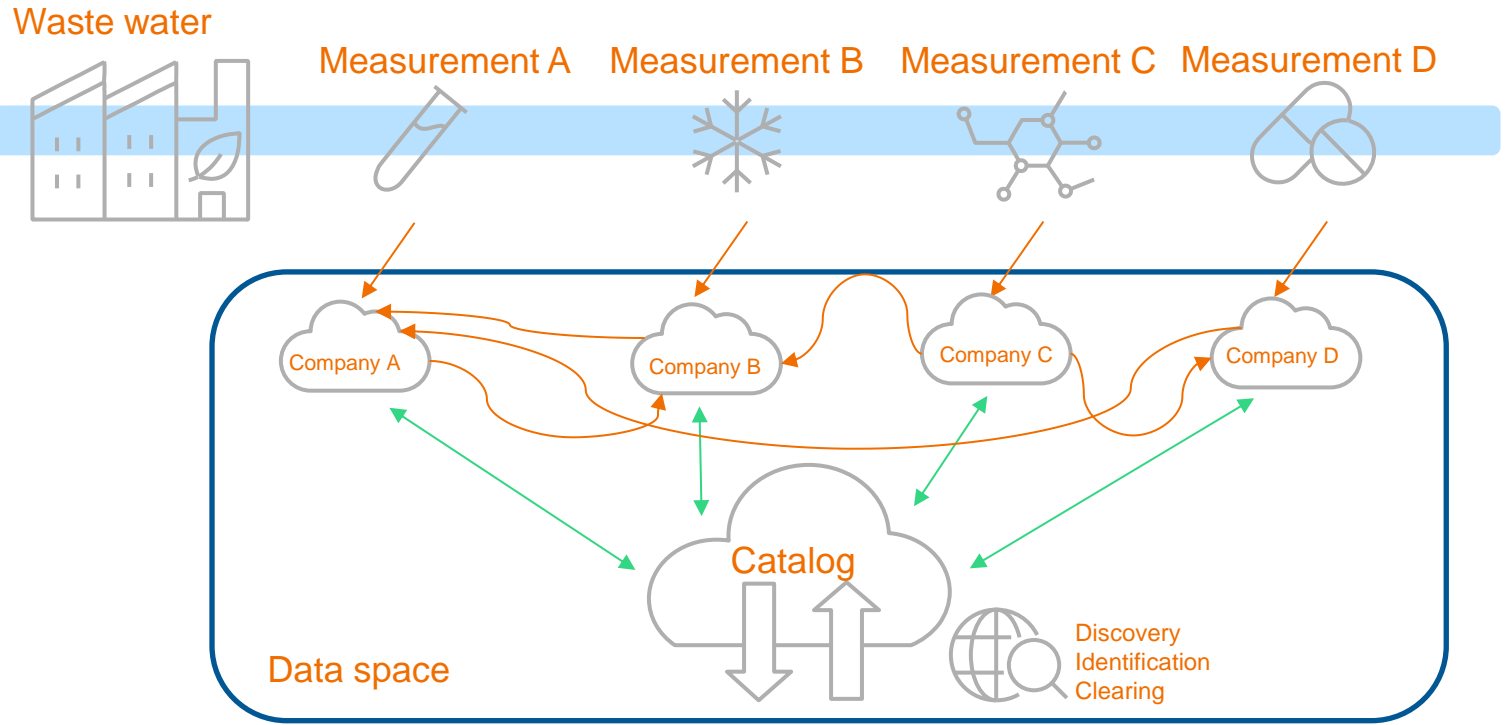 Waste water
Measurement A
Measurement B
Measurement C
Measurement D
Company A
Company B
Company C
Company D
Catalog
Data space
Discovery
Identification
Clearing